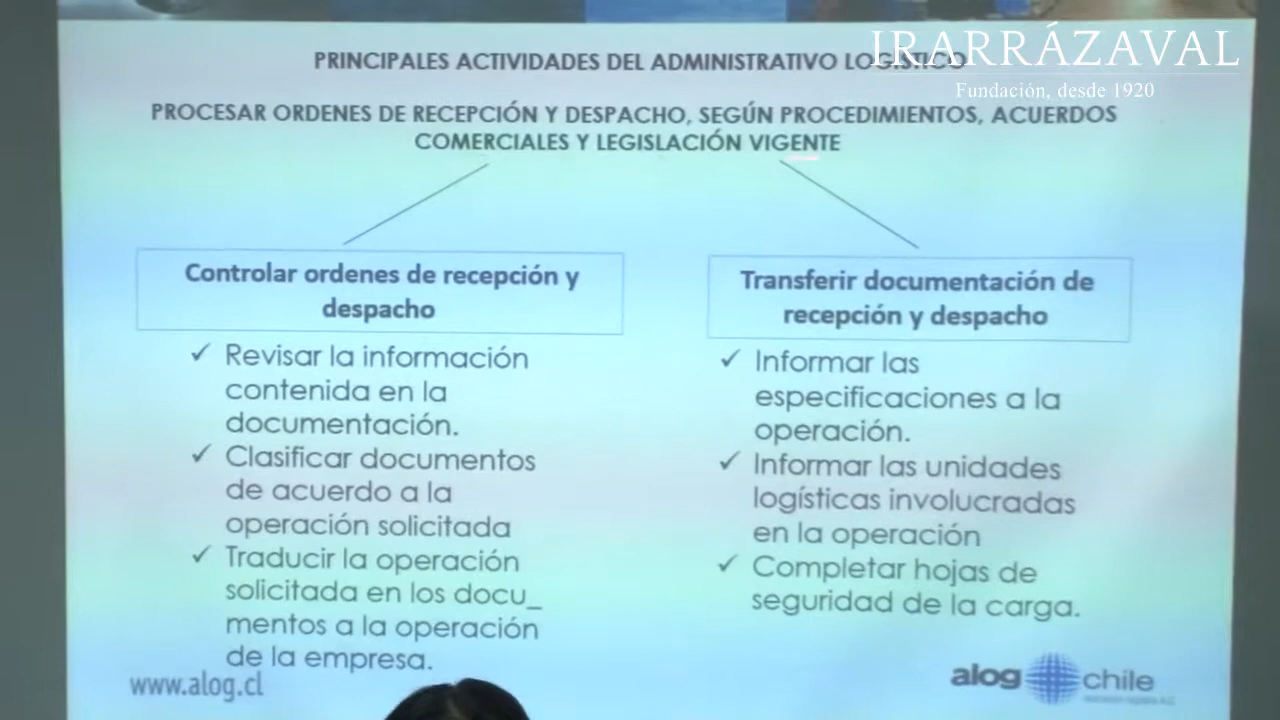 IRARRÁZAVAL
Fundación, desde 1920
PRINCIPALES ACTIVIDADES DEL ADMINISTRATIVO LOGÍSTICO
PROCESAR ORDENES DE RECEPCIÓN Y DESPACHO, SEGÚN PROCEDIMIENTOS, ACUERDOS
COMERCIALES Y LEGISLACIÓN VIGENTE
Controlar ordenes de recepción y
despacho
✓ Revisar la información
contenida en la
documentación.
✓ Clasificar documentos
de acuerdo a la
operación solicitada
✓ Traducir la operación
solicitada en los docu_
mentos a la operación
de la empresa.
Transferir documentación de
recepción y despacho
✓ Informar las
especificaciones a la
operación.
✓ Informar las unidades
logísticas involucradas
en la operación
✓ Completar hojas de
seguridad de la carga.
www.alog.cl
alog chile